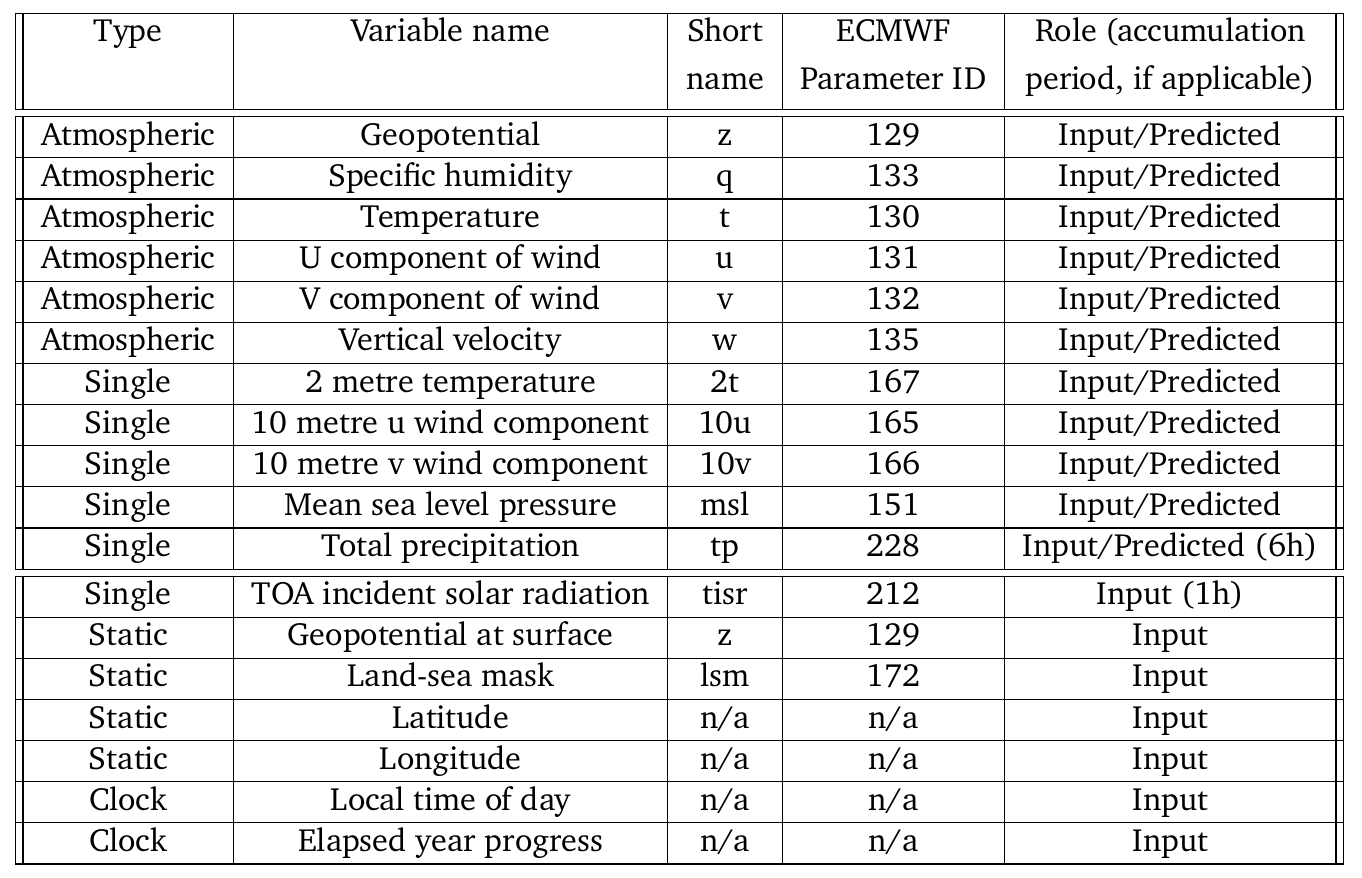 Type Variable name Short name ECMWF Parameter ID Role (accumulation period, if applicable)
Atmospheric Geopotential z 129 Input/Predicted
Atmospheric Specific humidity q 133 Input/Predicted
Atmospheric Temperature t 130 Input/Predicted
Atmospheric U component of wind u 131 Input/Predicted
Atmospheric V component of wind v 132 Input/Predicted
Atmospheric Vertical velocity w 135 Input/Predicted
Single 2 metre temperature 2t 167 Input/Predicted
Single 10 metre u wind component 10u 165 Input/Predicted
Single 10 metre v wind component 10v 166 Input/Predicted
Single Mean sea level pressure msl 151 Input/Predicted
Single Total precipitation tp 228 Input/Predicted (6h)
Single TOA incident solar radiation tisr 212 Input (1h)
Static Geopotential at surface z 129 Input
Static Land-sea mask lsm 172 Input
Static Latitude n/a n/a Input
Static Longitude n/a n/a Input
Clock Local time of day n/a n/a Input
Clock Elapsed year progress n/a n/a Input